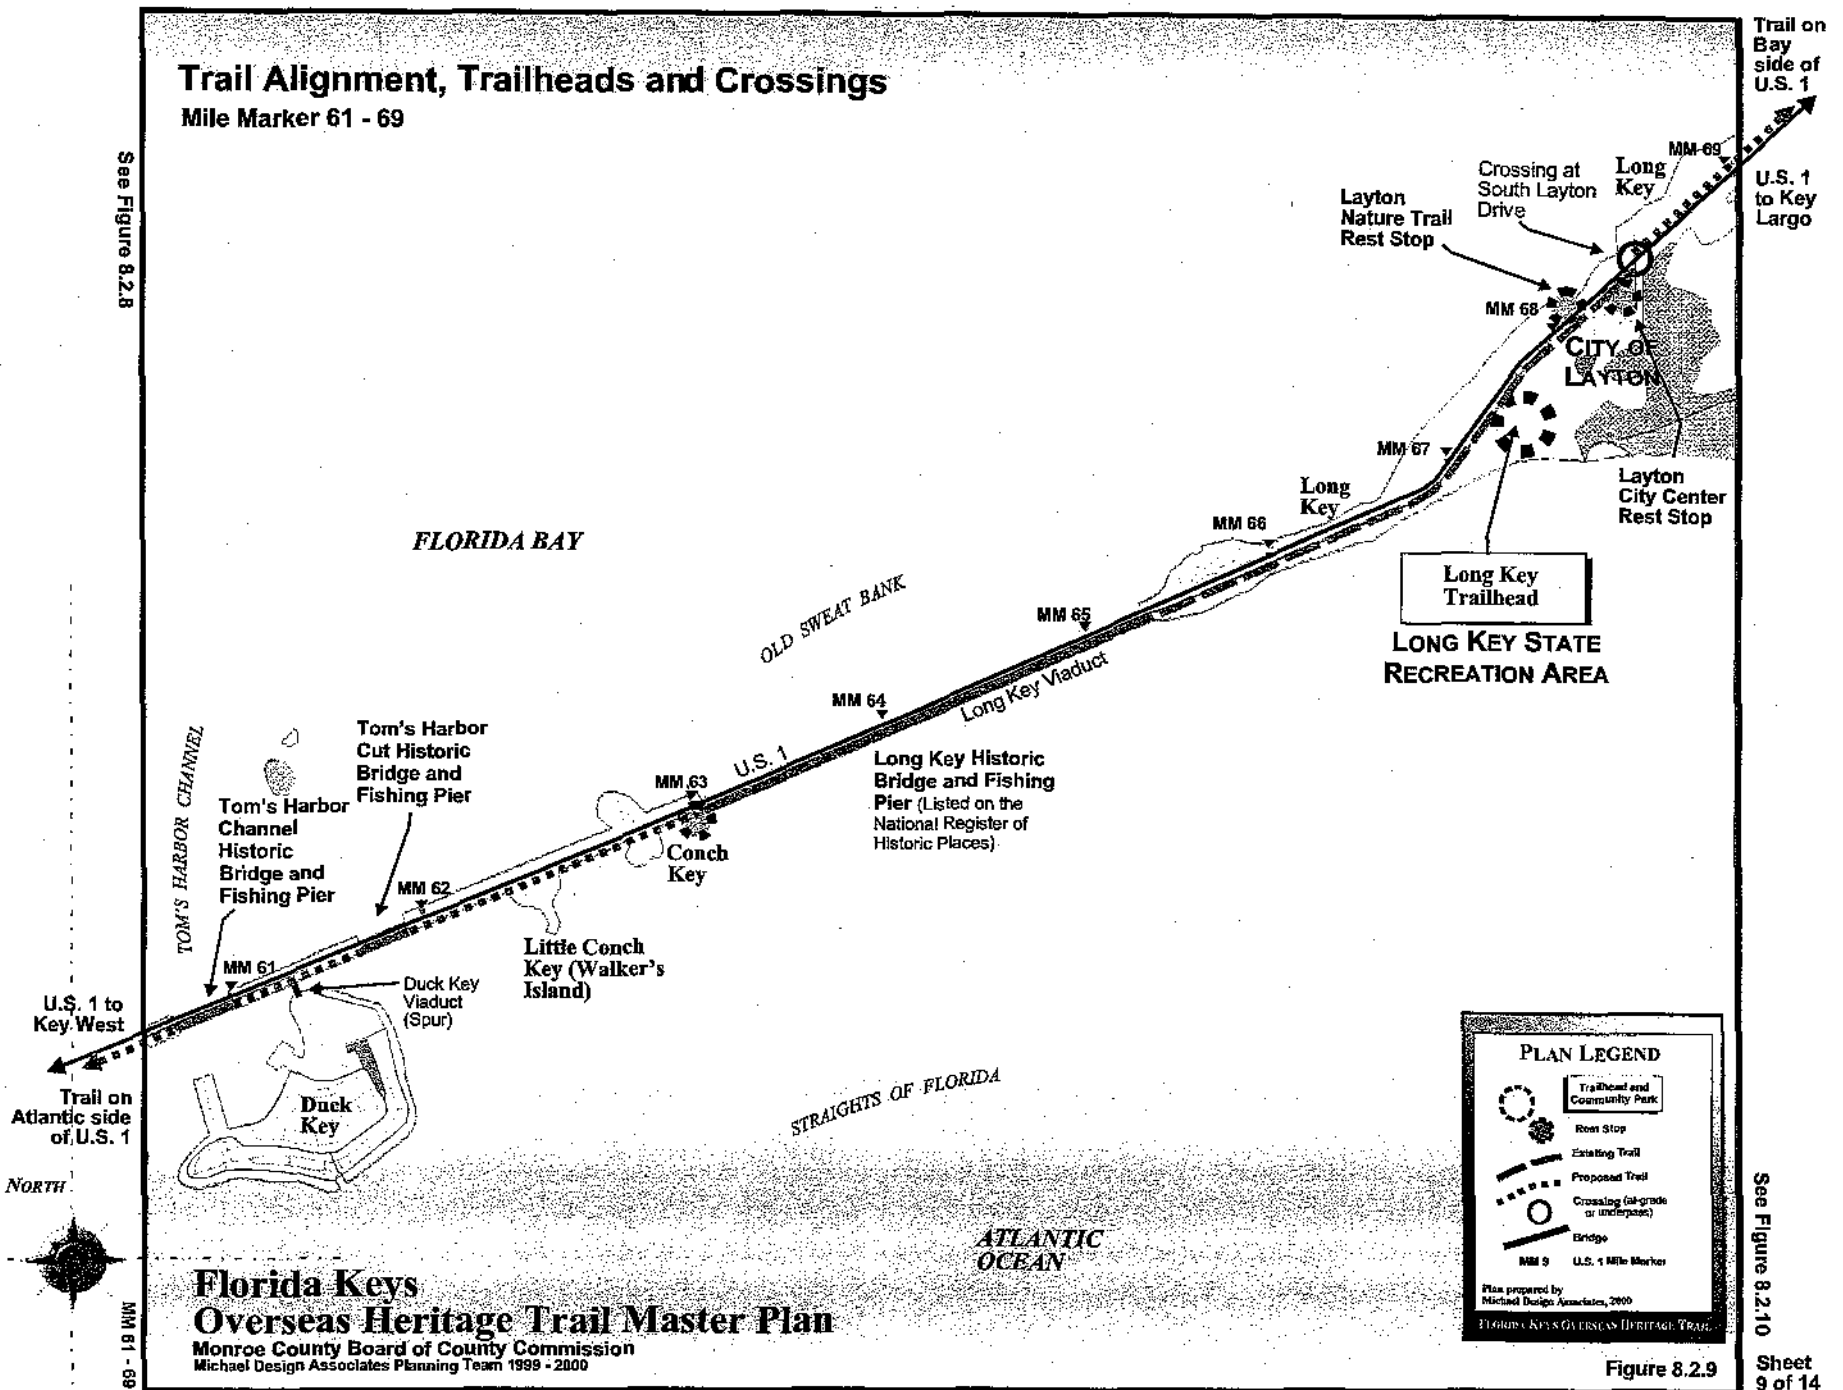 Trail Alignment, Trailheads and Crossings
Mile Marker 61 - 69
Trail on
Bay
side of
U.S. 1
U.S. 1
to Key
Largo
See Figure 8.2.8
MM 69
Long
Key
Crossing at
South Layton
Drive
Layton
Nature Trail
Rest Stop
MM 68
CITY OF
LAYTON
MM 67
Layton
City Center
Rest Stop
Long
Key
MM 66
Long Key
Trailhead
LONG KEY STATE
RECREATION AREA
FLORIDA BAY
OLD SWEAT BANK
MM 65
Long Key Viaduct
MM 64
U.S. 1
Long Key Historic
Bridge and Fishing
Pier (Listed on the
National Register of
Historic Places)
MM 63
Conch
Key
Tom's Harbor
Cut Historic
Bridge and
Fishing Pier
TOM'S HARBOR CHANNEL
Tom's Harbor
Channel
Historic
Bridge and
Fishing Pier
MM 62
Little Conch
Key (Walker's
Island)
MM 61
Duck Key
Viaduct
(Spur)
U.S. 1 to
Key West
Trail on
Atlantic side
of U.S. 1
Duck
Key
STRAIGHTS OF FLORIDA
ATLANTIC
OCEAN
NORTH
MM 61 - 69
Florida Keys
Overseas Heritage Trail Master Plan
Monroe County Board of County Commission
Michael Design Associates Planning Team 1999 - 2000
PLAN LEGEND
Trailhead and
Community Park
Rest Stop
Existing Trail
Proposed Trail
Crossing (at-grade
or underpass)
Bridge
MM 9 U.S. 1 Mile Marker
Plan prepared by
Michael Design Associates, 2000
FLORIDA KEYS OVERSEAS HERITAGE TRAIL
See Figure 8.2.10
Figure 8.2.9
Sheet
9 of 14